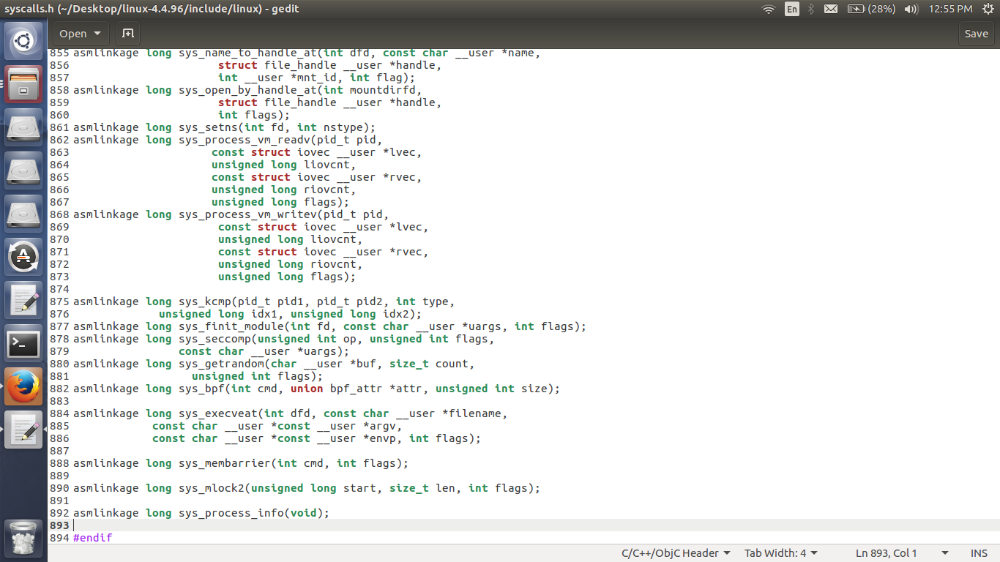 syscalls.h (~/Desktop/linux-4.4.96/include/linux) - gedit
En
(28%)
12:55 PM
Open
Save
855 asmlinkage long sys_name_to_handle_at(int dfd, const char __user *name,
856 struct file_handle __user *handle,
857 int __user *mnt_id, int flag);
858 asmlinkage long sys_open_by_handle_at(int mountdirfd,
859 struct file_handle __user *handle,
860 int flags);
861 asmlinkage long sys_setns(int fd, int nstype);
862 asmlinkage long sys_process_vm_readv(pid_t pid,
863 const struct iovec __user *lvec,
864 unsigned long liovcnt,
865 const struct iovec __user *rvec,
866 unsigned long riovcnt,
867 unsigned long flags);
868 asmlinkage long sys_process_vm_writev(pid_t pid,
869 const struct iovec __user *lvec,
870 unsigned long liovcnt,
871 const struct iovec __user *rvec,
872 unsigned long riovcnt,
873 unsigned long flags);
874
875 asmlinkage long sys_kcmp(pid_t pid1, pid_t pid2, int type,
876 unsigned long idx1, unsigned long idx2);
877 asmlinkage long sys_finit_module(int fd, const char __user *uargs, int flags);
878 asmlinkage long sys_seccomp(unsigned int op, unsigned int flags,
879 const char __user *uargs);
880 asmlinkage long sys_getrandom(char __user *buf, size_t count,
881 unsigned int flags);
882 asmlinkage long sys_bpf(int cmd, union bpf_attr *attr, unsigned int size);
883
884 asmlinkage long sys_execveat(int dfd, const char __user *filename,
885 const char __user *const __user *argv,
886 const char __user *const __user *envp, int flags);
887
888 asmlinkage long sys_membarrier(int cmd, int flags);
889
890 asmlinkage long sys_mlock2(unsigned long start, size_t len, int flags);
891
892 asmlinkage long sys_process_info(void);
893
894 #endif
C/C++/ObjC Header
Tab Width: 4
Ln 893, Col 1
INS